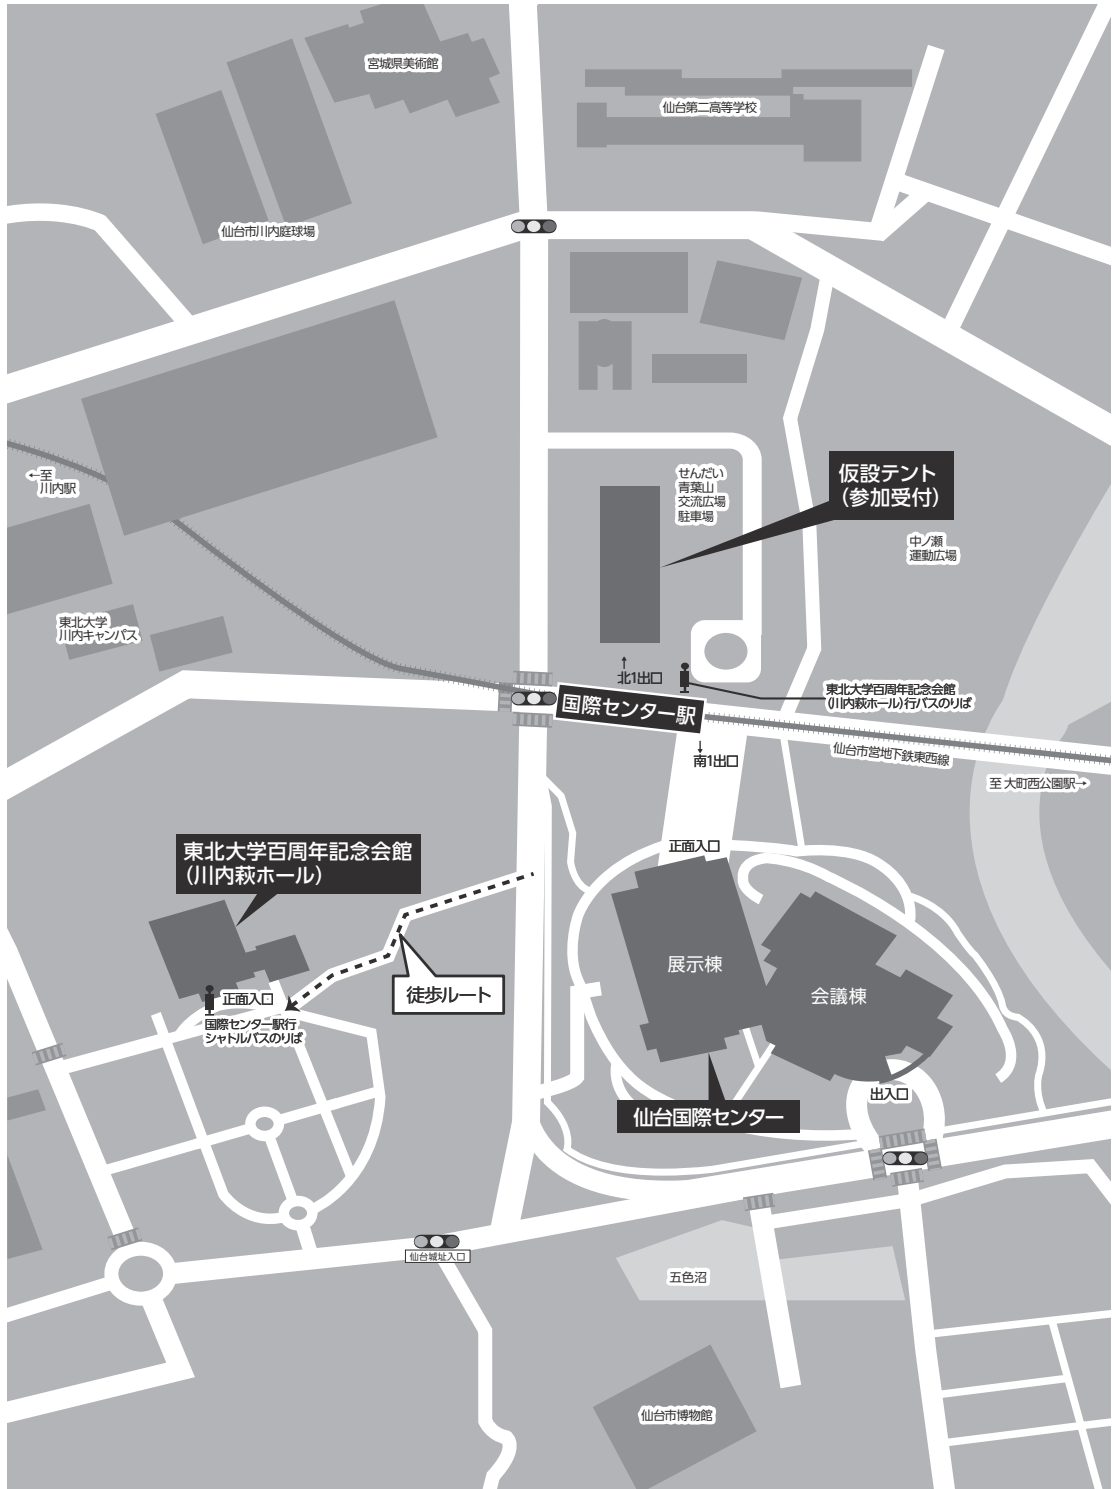 宮城県美術館
仙台第二高等学校
仙台市川内庭球場
←至
川内駅
せんだい
青葉山
交流広場
駐車場
仮設テント
(参加受付)
中ノ瀬
運動広場
東北大学
川内キャンパス
↑
北1出口
国際センター駅
東北大学百周年記念会館
(川内萩ホール)行バスのりば
↓
南1出口
仙台市営地下鉄東西線
至 大町西公園駅→
東北大学百周年記念会館
(川内萩ホール)
正面入口
展示棟
会議棟
徒歩ルート
正面入口
国際センター駅行
シャトルバスのりば
仙台国際センター
出入口
仙台城址入口
五色沼
仙台市博物館